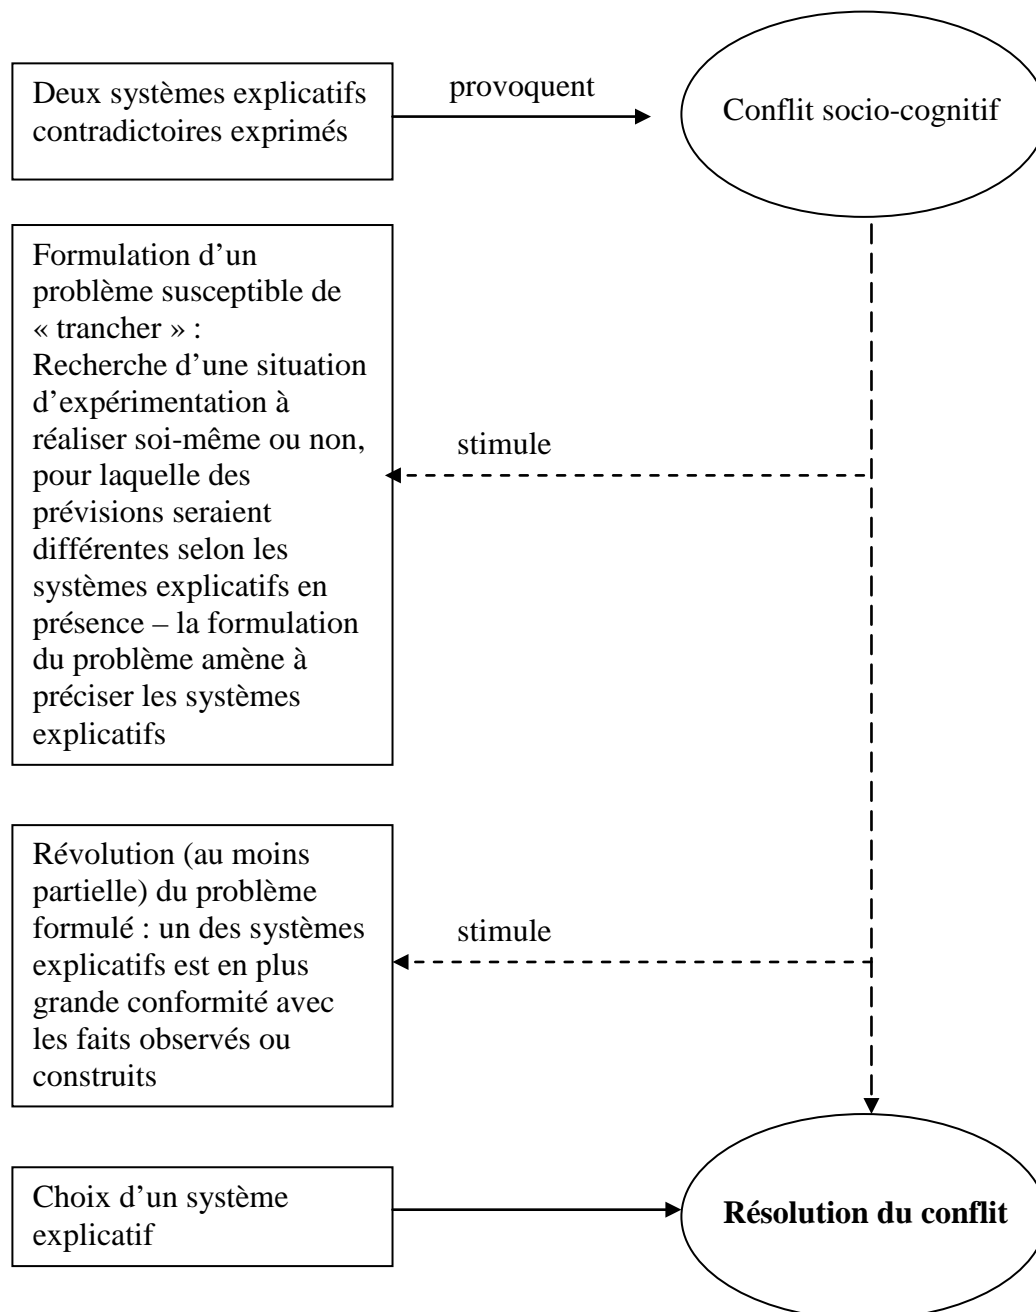 Deux systèmes explicatifs
contradictoires exprimés
provoquent
Conflit socio-cognitif
Formulation d’un
problème susceptible de
« trancher » :
Recherche d’une situation
d’expérimentation à
réaliser soi-même ou non,
pour laquelle des
prévisions seraient
différentes selon les
systèmes explicatifs en
présence – la formulation
du problème amène à
préciser les systèmes
explicatifs
stimule
Révolution (au moins
partielle) du problème
formulé : un des systèmes
explicatifs est en plus
grande conformité avec
les faits observés ou
construits
stimule
Choix d’un système
explicatif
Résolution du conflit